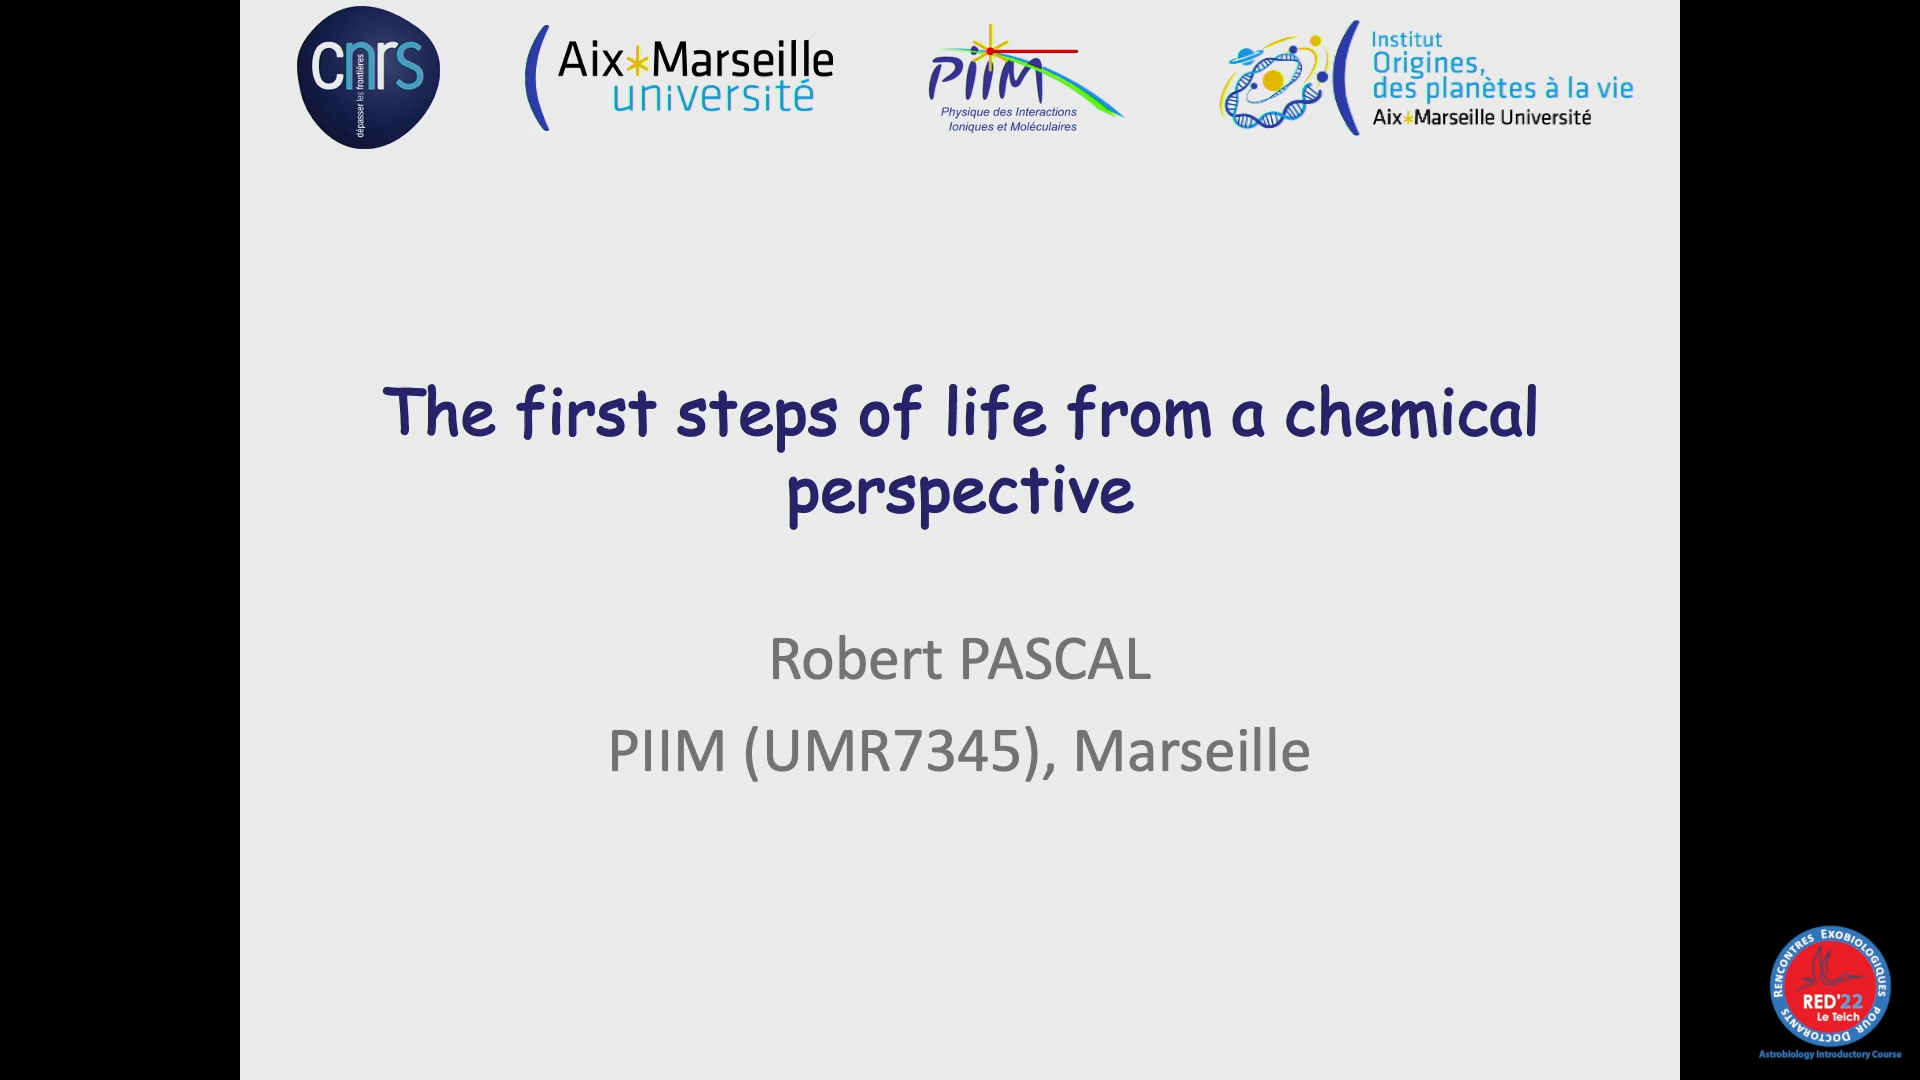 cnrs
dépasser les frontières
Aix*Marseille
université
PIIM
Physique des Interactions
Ioniques et Moléculaires
Institut
Origines,
des planètes à la vie
Aix*Marseille Université
The first steps of life from a chemical
perspective
Robert PASCAL
PIIM (UMR7345), Marseille
RENCONTRES EXOBIOLOGIQUES POUR DOCTORANTS
RED'22
Le Teich
Astrobiology Introductory Course